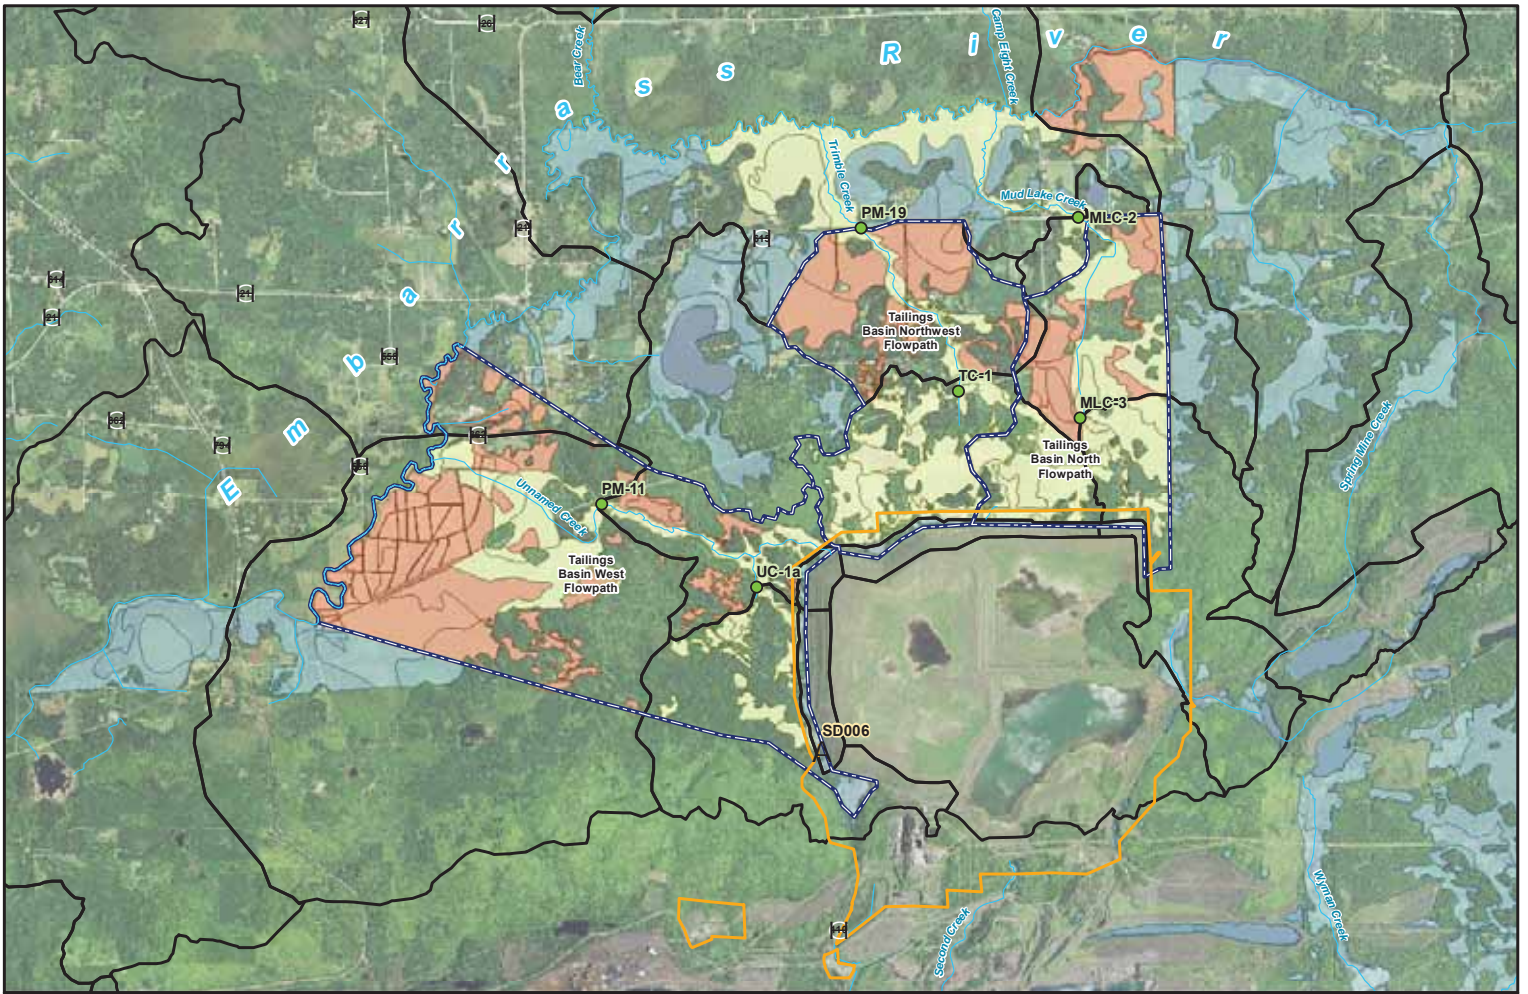 Bear Creek
Camp Eight Creek
Embarrass River
Trimble Creek
Mud Lake Creek
PM-19
MLC-2
Tailings
Basin Northwest
Flowpath
TC-1
MLC-3
Tailings
Basin North
Flowpath
Spring Mine Creek
PM-11
Unnamed Creek
Tailings
Basin West
Flowpath
UC-1a
SD006
Second Creek
Wyman Creek